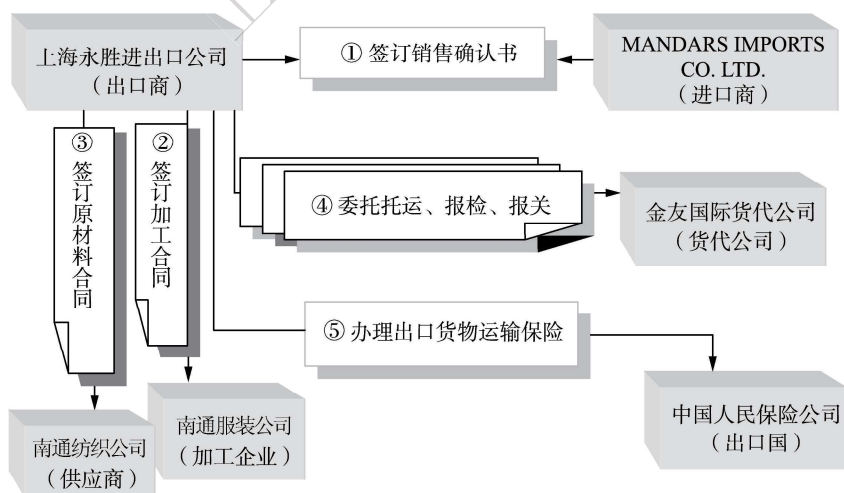 上海永胜进出口公司
（出口商）
① 签订销售确认书
MANDARS IMPORTS
CO. LTD.
（进口商）
③签订原材料合同
②签订加工合同
④ 委托托运、报检、报关
金友国际货代公司
（货代公司）
⑤ 办理出口货物运输保险
南通纺织公司
（供应商）
南通服装公司
（加工企业）
中国人民保险公司
（出口国）